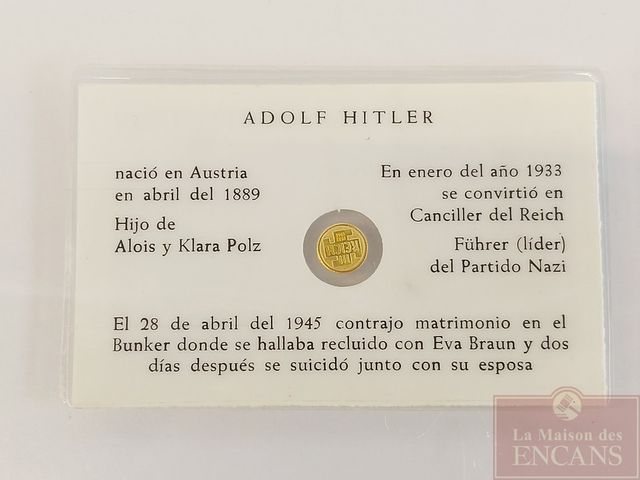 ADOLF HITLER
nació en Austria
en abril del 1889
Hijo de
Alois y Klara Polz
En enero del año 1933
se convirtió en
Canciller del Reich
Führer (líder)
del Partido Nazi
El 28 de abril del 1945 contrajo matrimonio en el
Bunker donde se hallaba recluido con Eva Braun y dos
días después se suicidó junto con su esposa
La Maison des
ENCANS